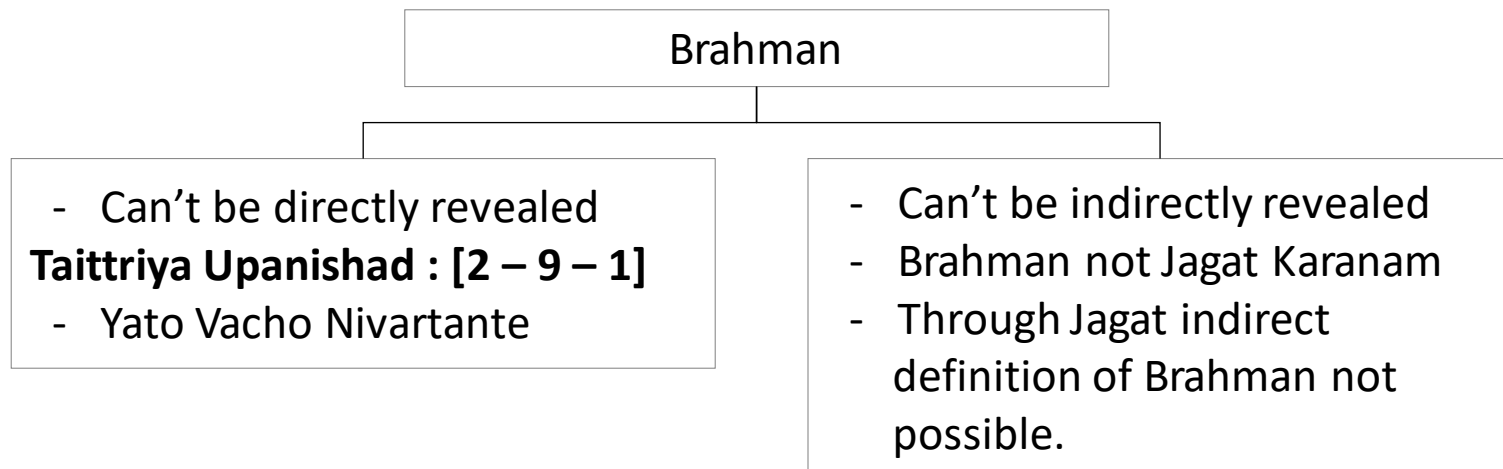 Brahman
- Can’t be directly revealed
Taittriya Upanishad : [2 – 9 – 1]
- Yato Vacho Nivartante
- Can’t be indirectly revealed
- Brahman not Jagat Karanam
- Through Jagat indirect
definition of Brahman not
possible.